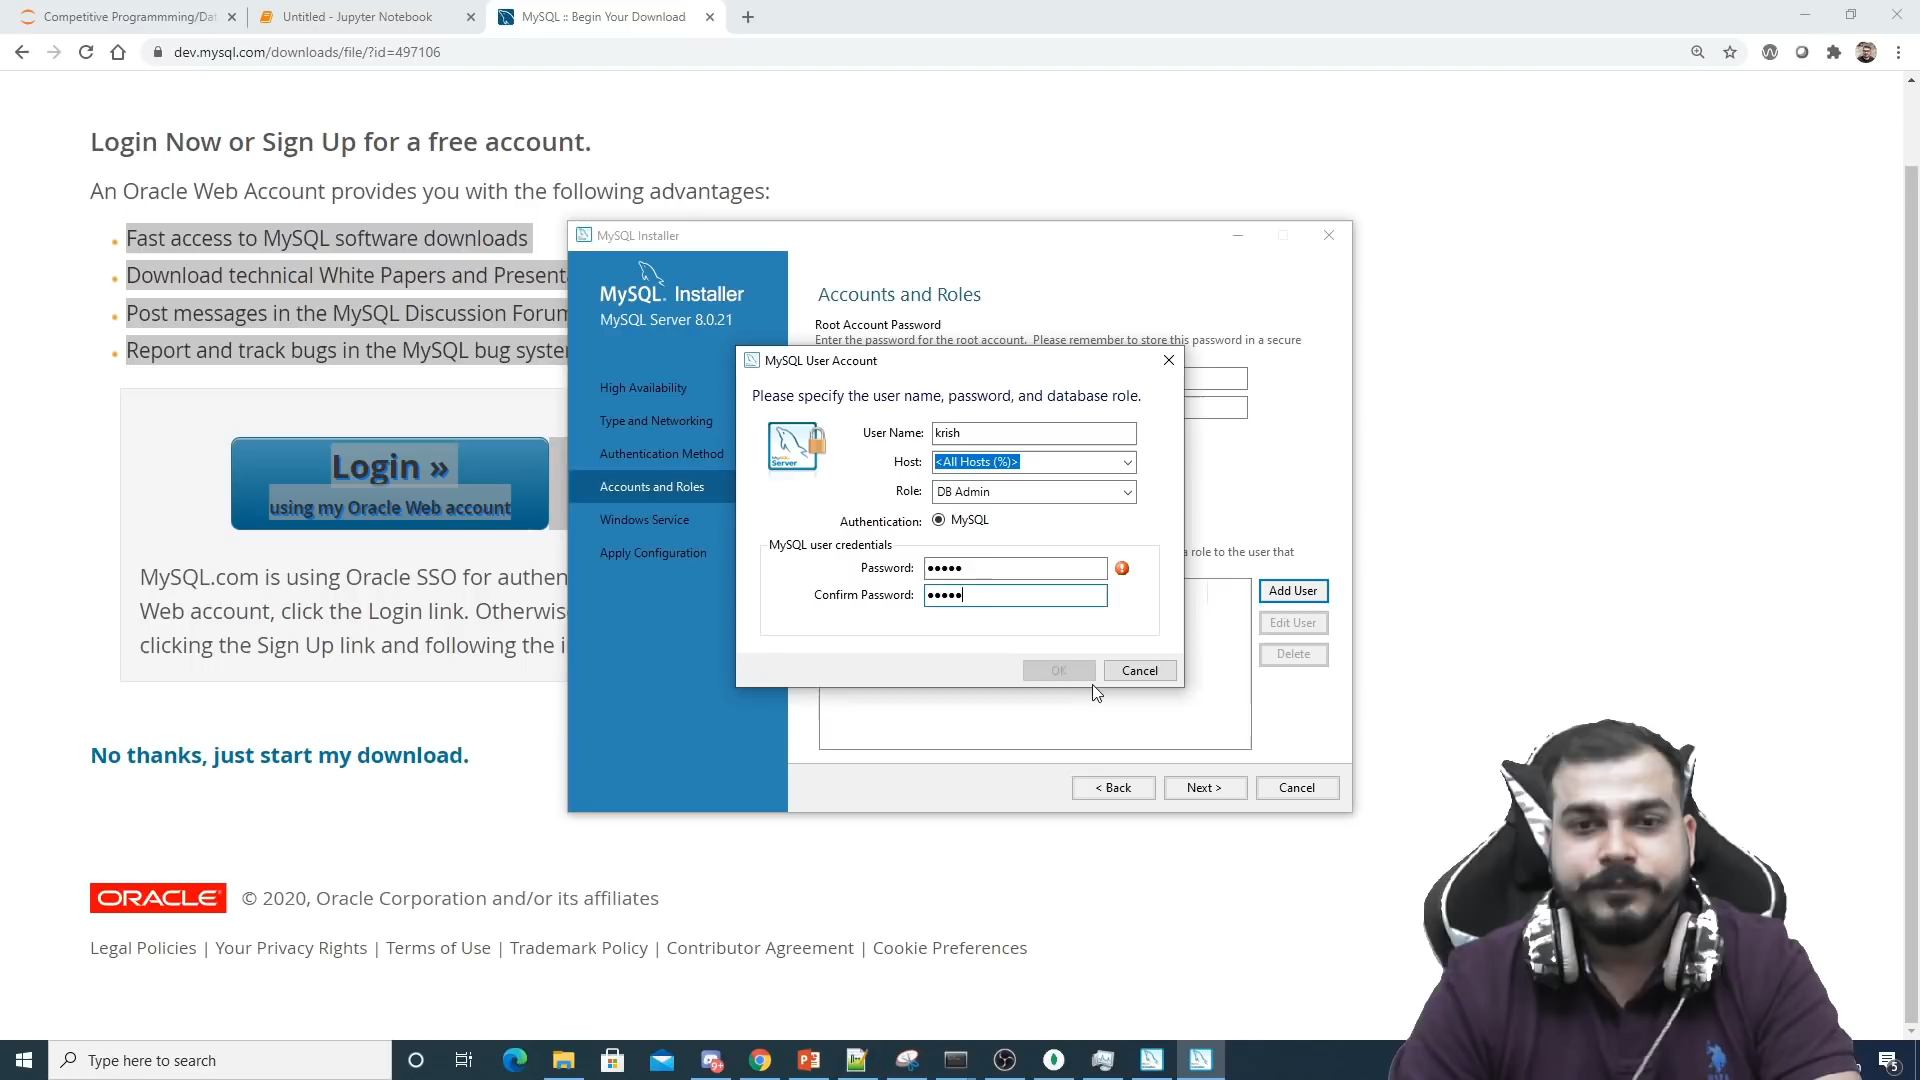 Competitive Programmming/Dat
Untitled - Jupyter Notebook
MySQL :: Begin Your Download
dev.mysql.com/downloads/file/?id=497106
Login Now or Sign Up for a free account.
An Oracle Web Account provides you with the following advantages:
Fast access to MySQL software downloads
Download technical White Papers and Presenta
Post messages in the MySQL Discussion Forum
Report and track bugs in the MySQL bug system
Login »
using my Oracle Web account
MySQL.com is using Oracle SSO for authen
Web account, click the Login link. Otherwis
clicking the Sign Up link and following the i
No thanks, just start my download.
ORACLE © 2020, Oracle Corporation and/or its affiliates
Legal Policies | Your Privacy Rights | Terms of Use | Trademark Policy | Contributor Agreement | Cookie Preferences
MySQL Installer
MySQL. Installer
MySQL Server 8.0.21
High Availability
Type and Networking
Authentication Method
Accounts and Roles
Windows Service
Apply Configuration
Accounts and Roles
Root Account Password
Enter the password for the root account. Please remember to store this password in a secure
a role to the user that
Add User
Edit User
Delete
< Back
Next >
Cancel
MySQL User Account
Please specify the user name, password, and database role.
Server
User Name: krish
Host: <All Hosts (%)>
Role: DB Admin
Authentication: MySQL
MySQL user credentials
Password: •••••
Confirm Password: •••••
OK
Cancel
Type here to search
9+
5